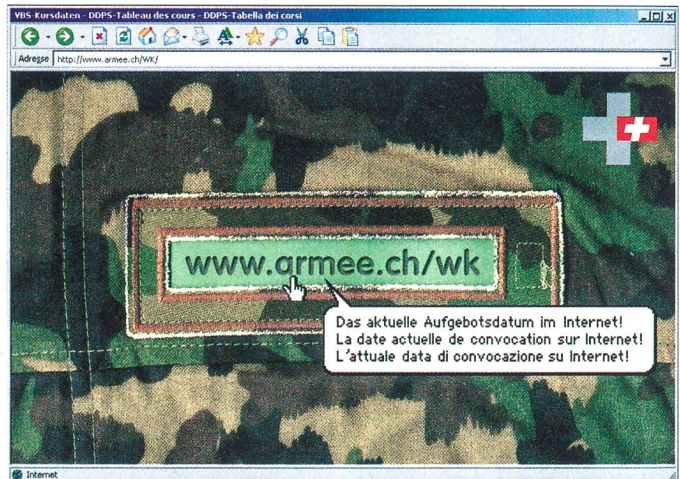 VBS-Kursdaten - DDPS-Tableau des cours - DDPS-Tabella dei corsi
Adresse http://www.armee.ch/WK/
www.armee.ch/wk
Das aktuelle Aufgebotsdatum im Internet!
La date actuelle de convocation sur Internet!
L'attuale data di convocazione su Internet!
Internet